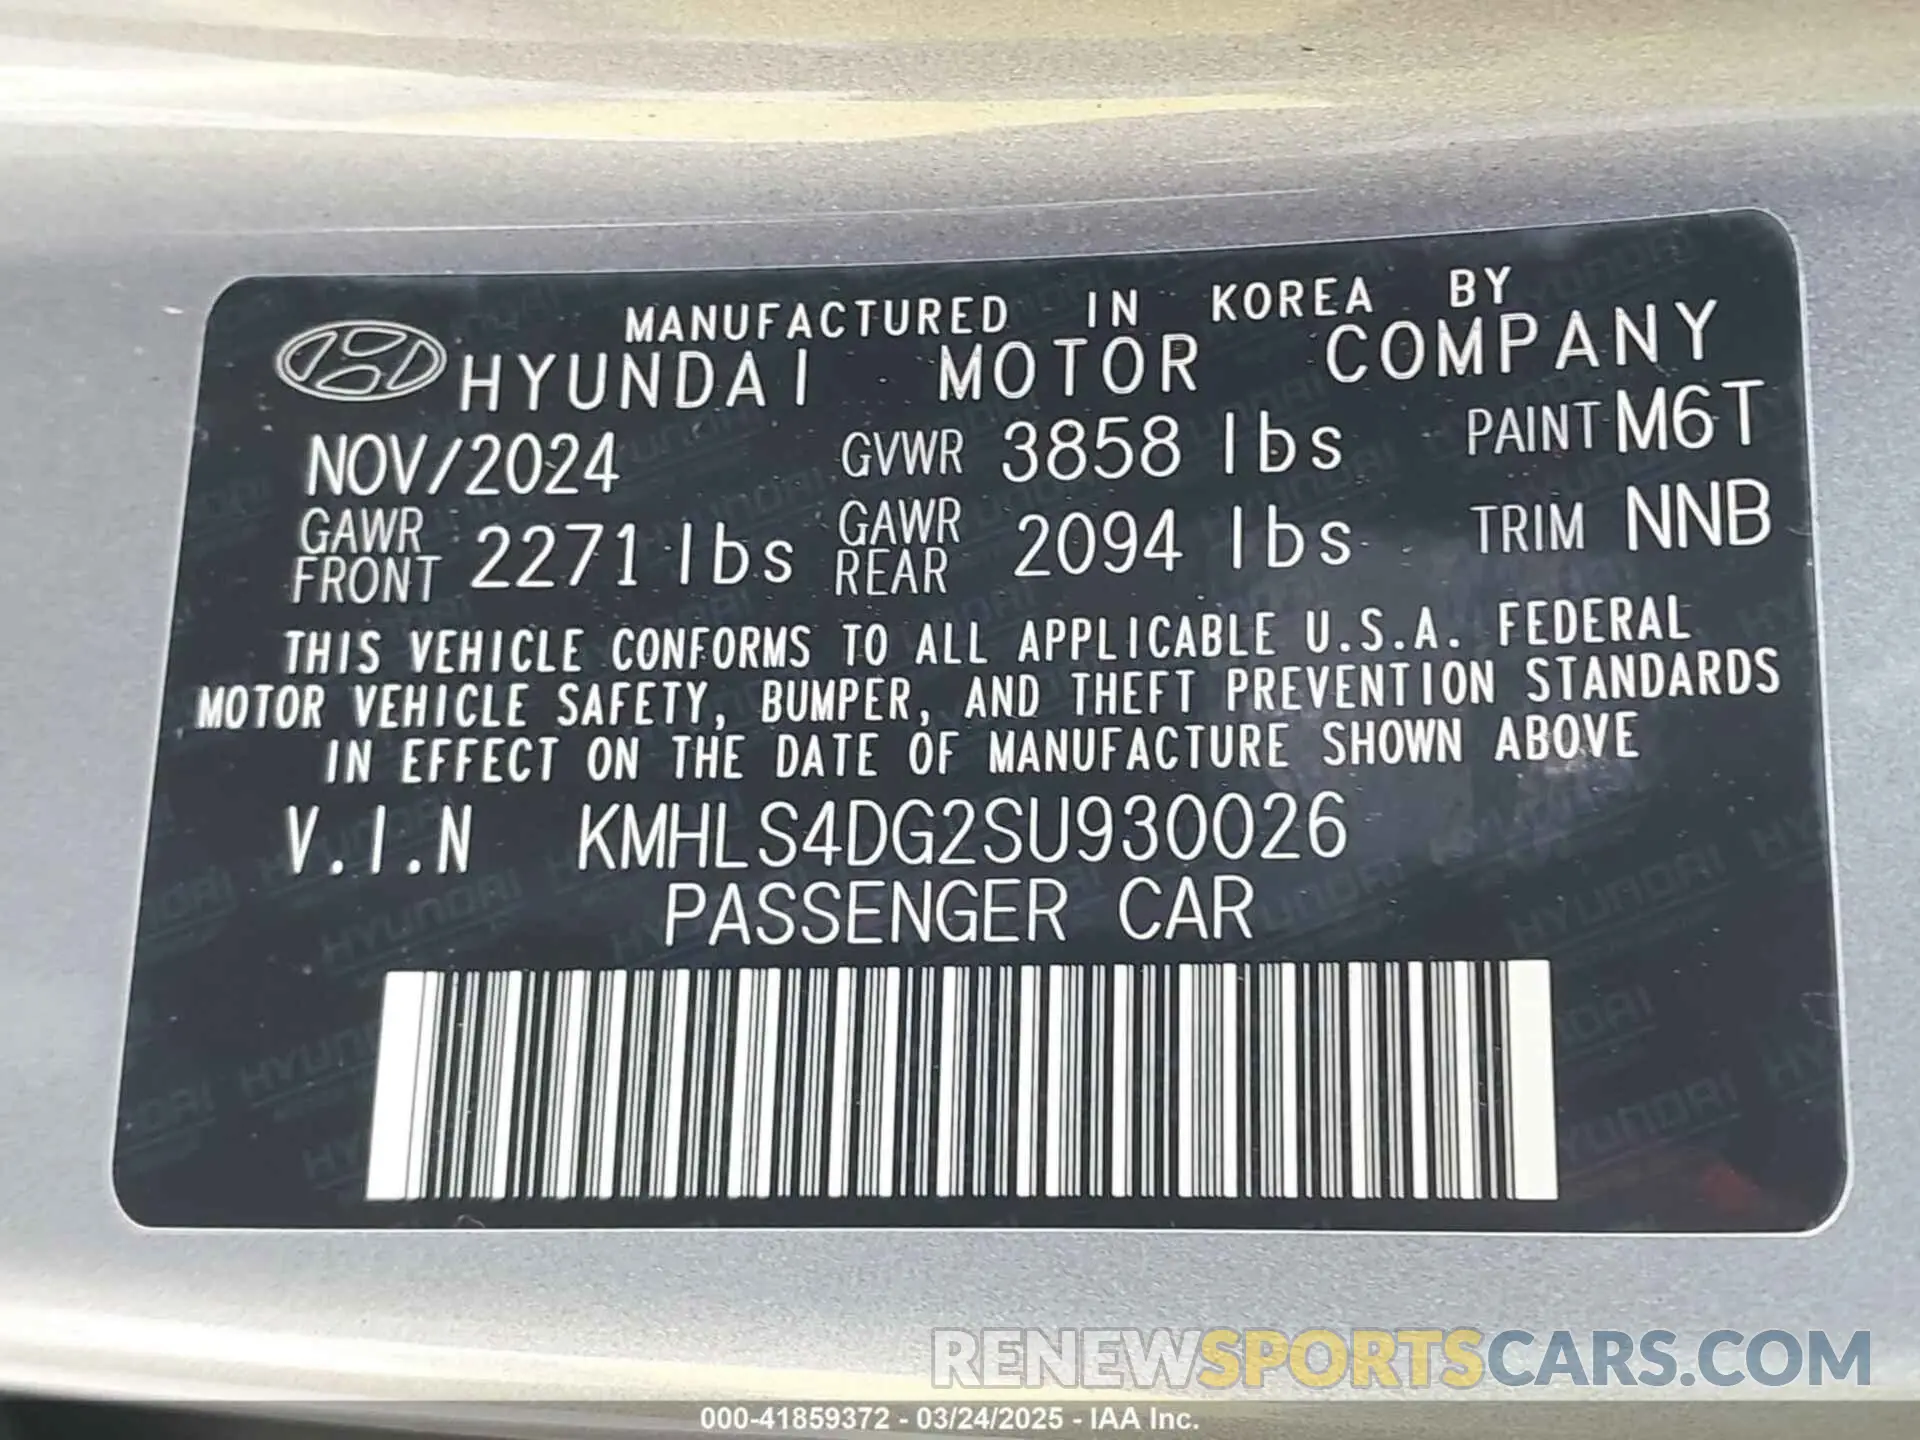 MANUFACTURED IN KOREA BY
HYUNDAI MOTOR COMPANY
NOV/2024 GVWR 3858 lbs PAINT M6T
GAWR FRONT 2271 lbs GAWR REAR 2094 lbs TRIM NNB
THIS VEHICLE CONFORMS TO ALL APPLICABLE U.S.A. FEDERAL
MOTOR VEHICLE SAFETY, BUMPER, AND THEFT PREVENTION STANDARDS
IN EFFECT ON THE DATE OF MANUFACTURE SHOWN ABOVE
V.I.N KMHLS4DG2SU930026
PASSENGER CAR
RENEWSPORTSCARS.COM
000-41859372 - 03/24/2025 - IAA Inc.